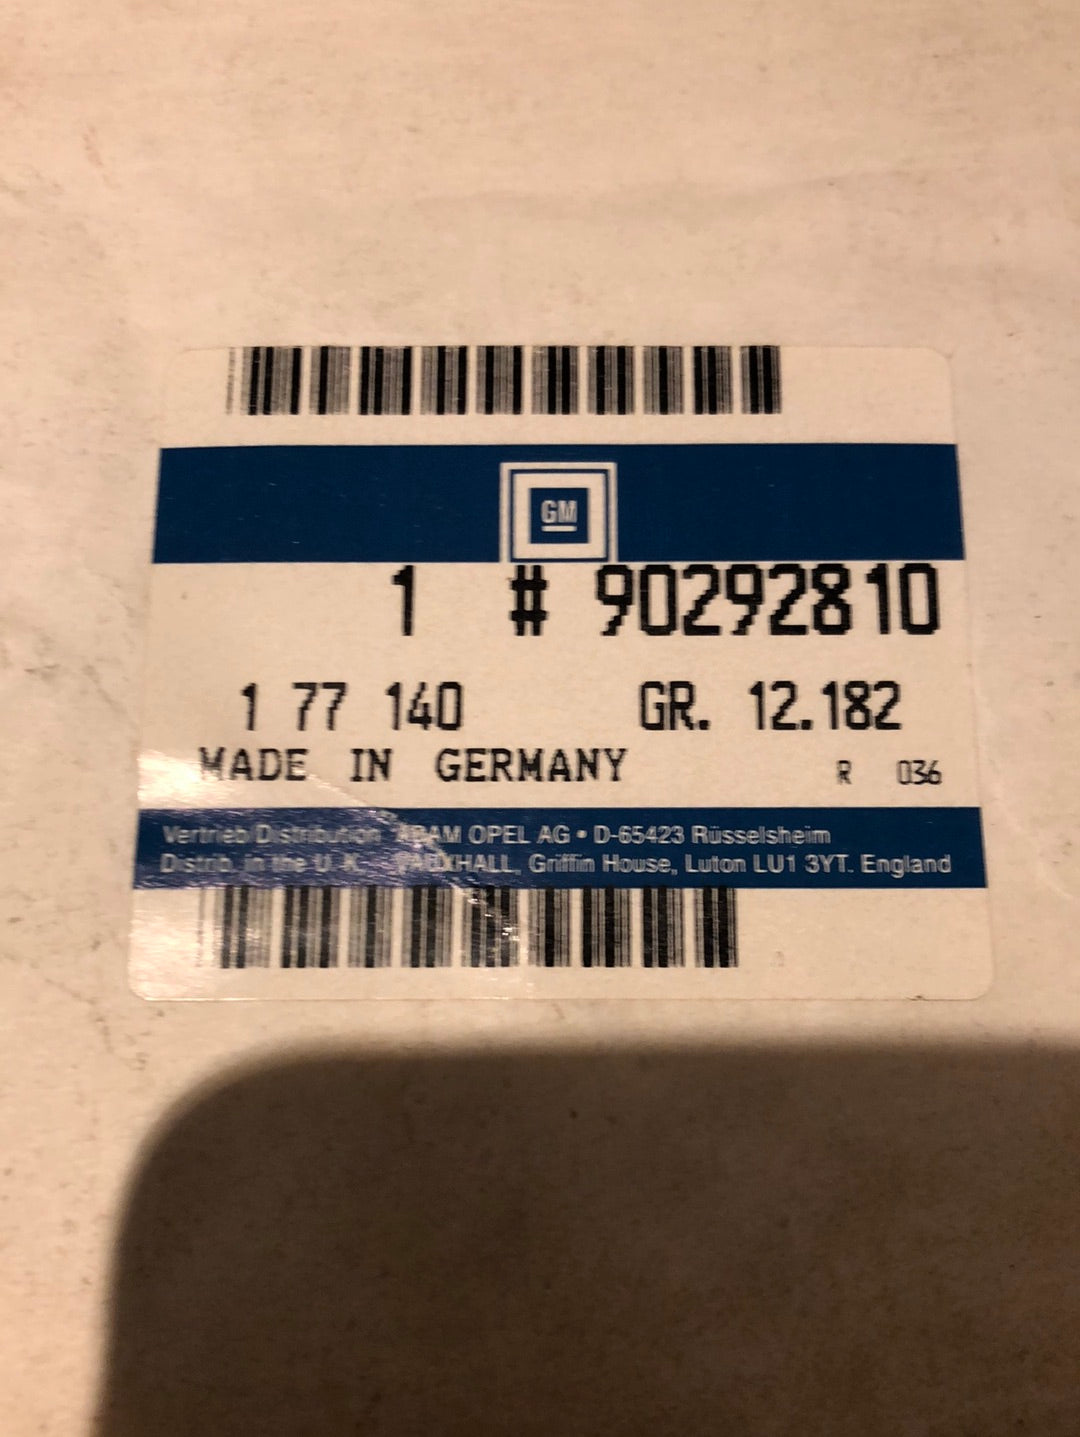 GM
1 # 90292810
1 77 140 GR. 12.182
MADE IN GERMANY R 036
Vertrieb Distribution ADAM OPEL AG • D-65423 Rüsselsheim
Distrib. in the U. K. VAUXHALL, Griffin House, Luton LU1 3YT. England